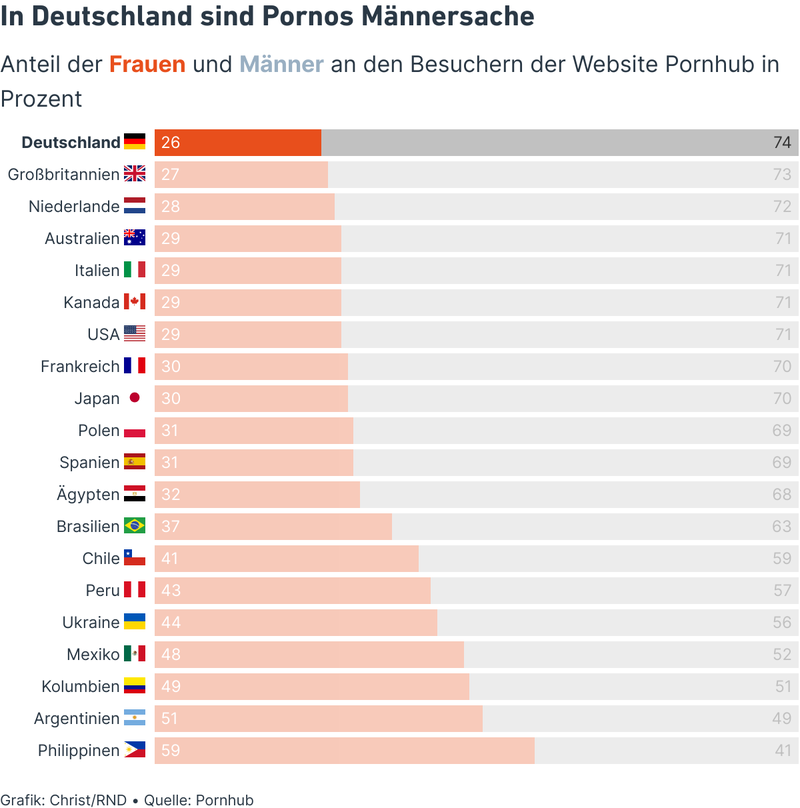 In Deutschland sind Pornos Männersache
Anteil der Frauen und Männer an den Besuchern der Website Pornhub in
Prozent
Deutschland 26 74
Großbritannien 27 73
Niederlande 28 72
Australien 29 71
Italien 29 71
Kanada 29 71
USA 29 71
Frankreich 30 70
Japan 30 70
Polen 31 69
Spanien 31 69
Ägypten 32 68
Brasilien 37 63
Chile 41 59
Peru 43 57
Ukraine 44 56
Mexiko 48 52
Kolumbien 49 51
Argentinien 51 49
Philippinen 59 41
Grafik: Christ/RND • Quelle: Pornhub